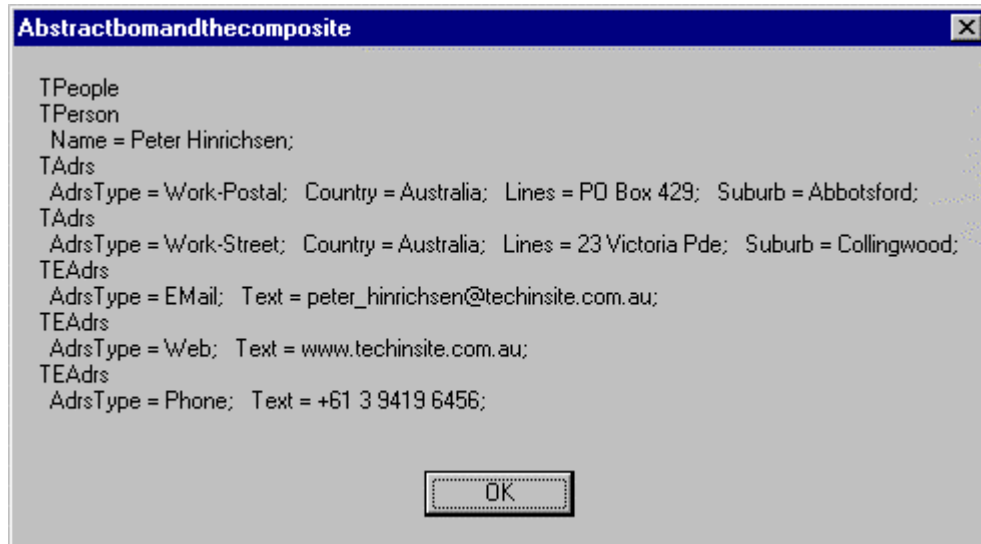 Abstractbomandthecomposite
TPeople
TPerson
Name = Peter Hinrichsen;
TAdrs
AdrsType = Work-Postal; Country = Australia; Lines = PO Box 429; Suburb = Abbotsford;
TAdrs
AdrsType = Work-Street; Country = Australia; Lines = 23 Victoria Pde; Suburb = Collingwood;
TEAdrs
AdrsType = EMail; Text = peter_hinrichsen@techinsite.com.au;
TEAdrs
AdrsType = Web; Text = www.techinsite.com.au;
TEAdrs
AdrsType = Phone; Text = +61 3 9419 6456;
OK